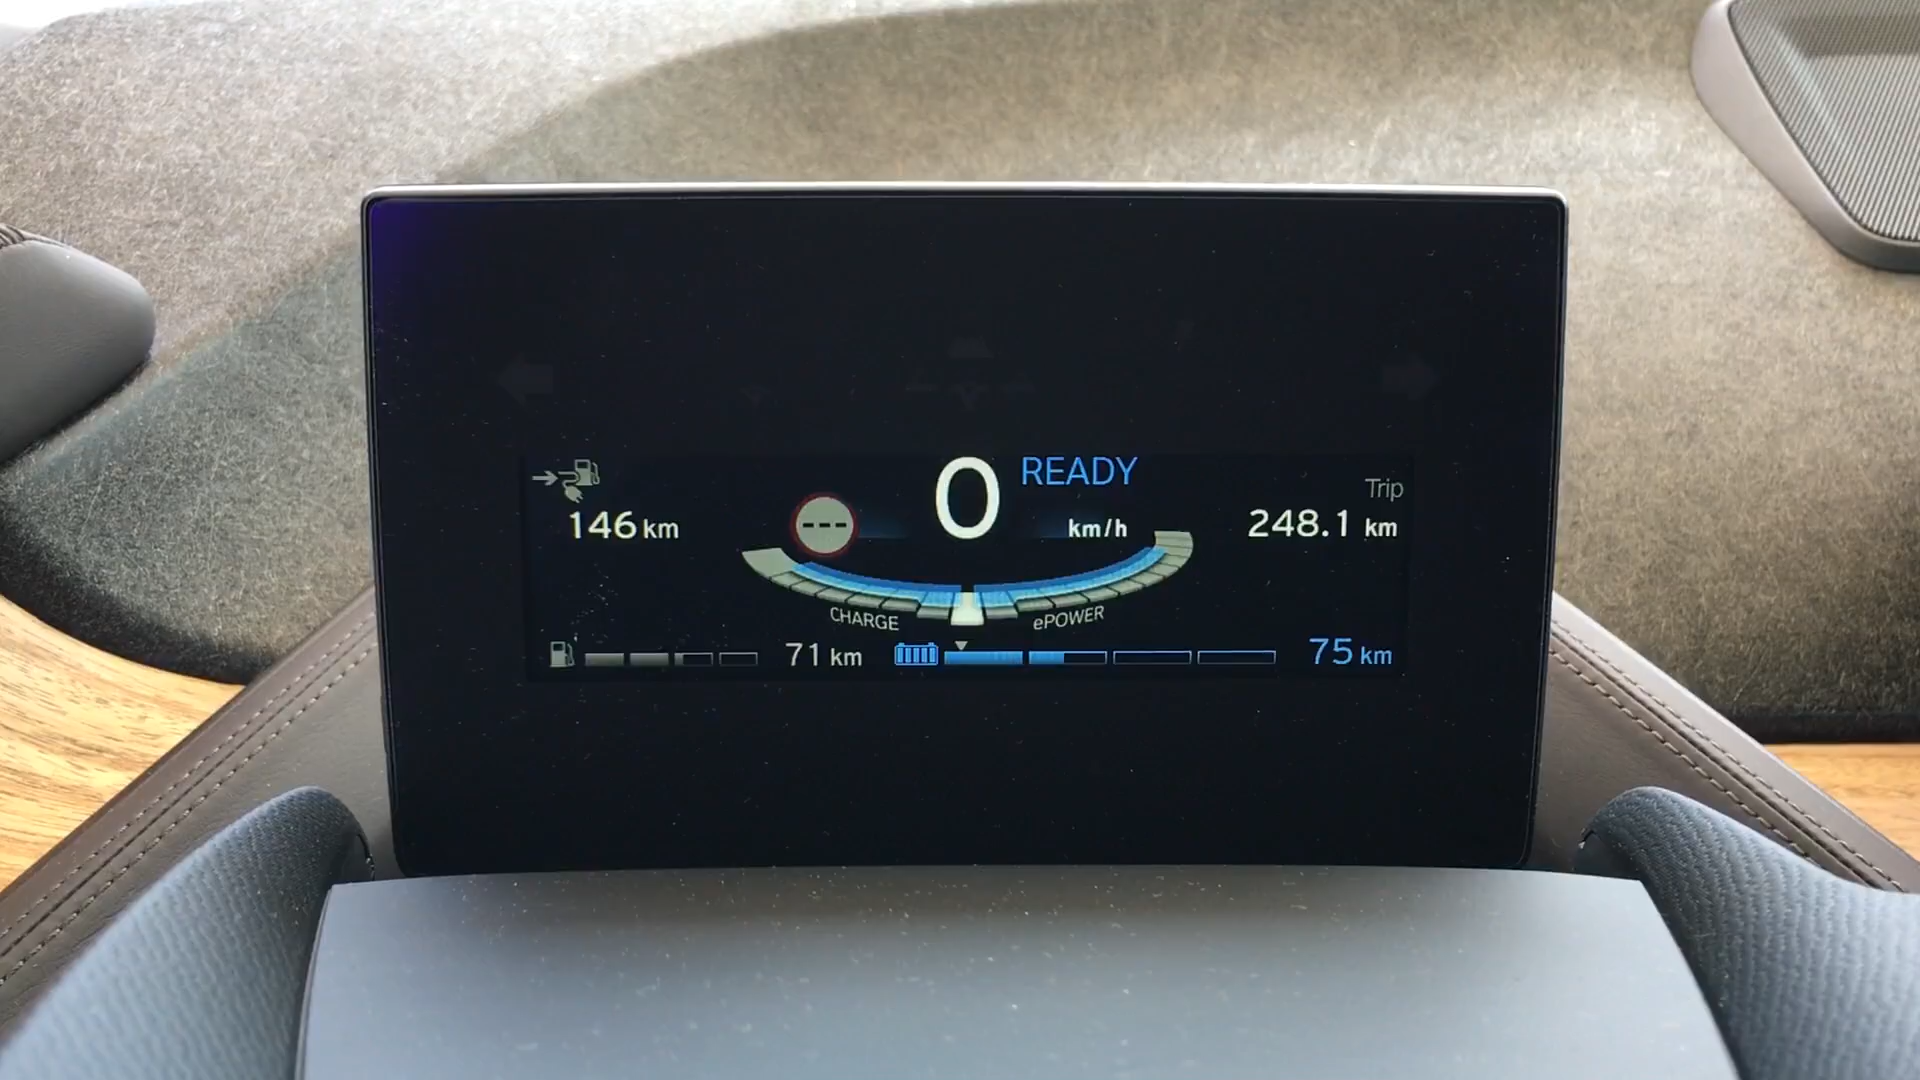 0 READY
Trip
146 km
---
km/h
248.1 km
CHARGE
ePOWER
71 km
75 km